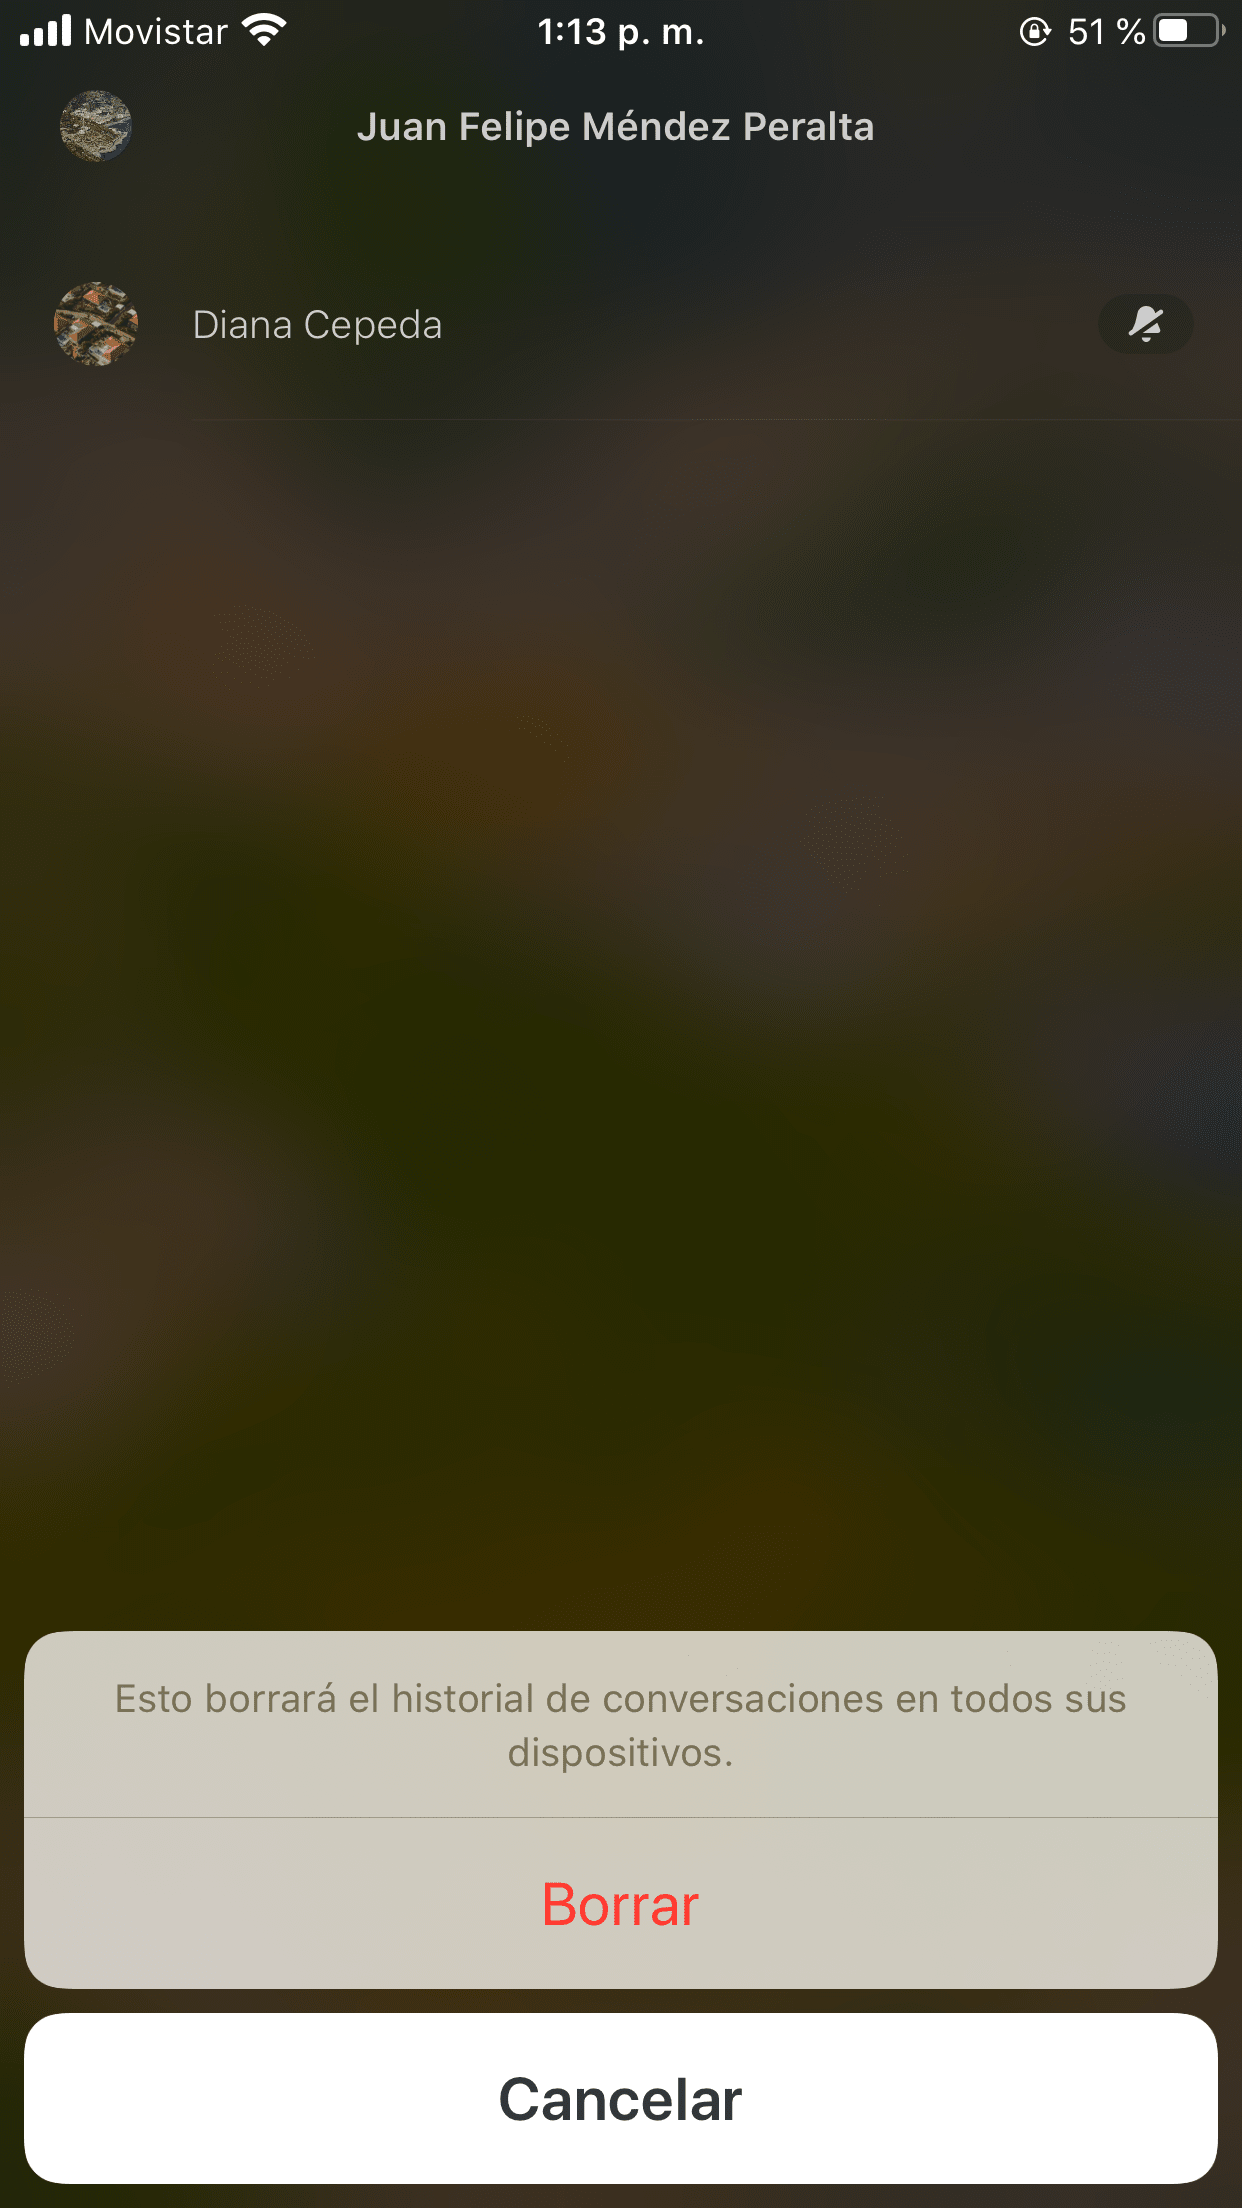 Movistar 1:13 p. m. 51 %
Juan Felipe Méndez Peralta
Diana Cepeda
Esto borrará el historial de conversaciones en todos sus
dispositivos.
Borrar
Cancelar